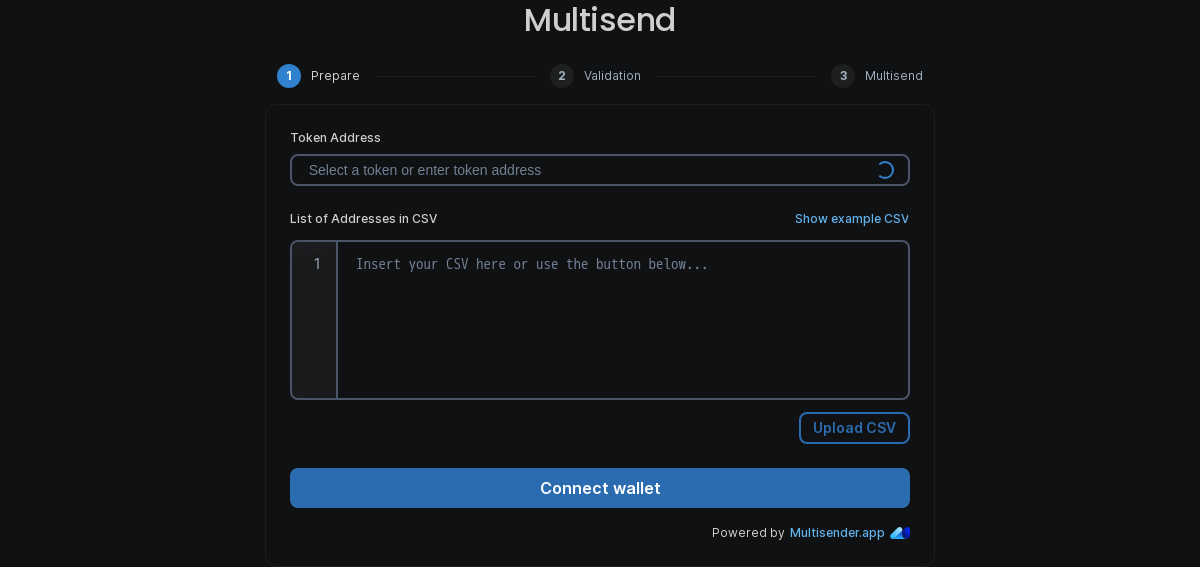 Multisend
1 Prepare 2 Validation 3 Multisend
Token Address
Select a token or enter token address
List of Addresses in CSV Show example CSV
1 Insert your CSV here or use the button below...
Upload CSV
Connect wallet
Powered by Multisender.app